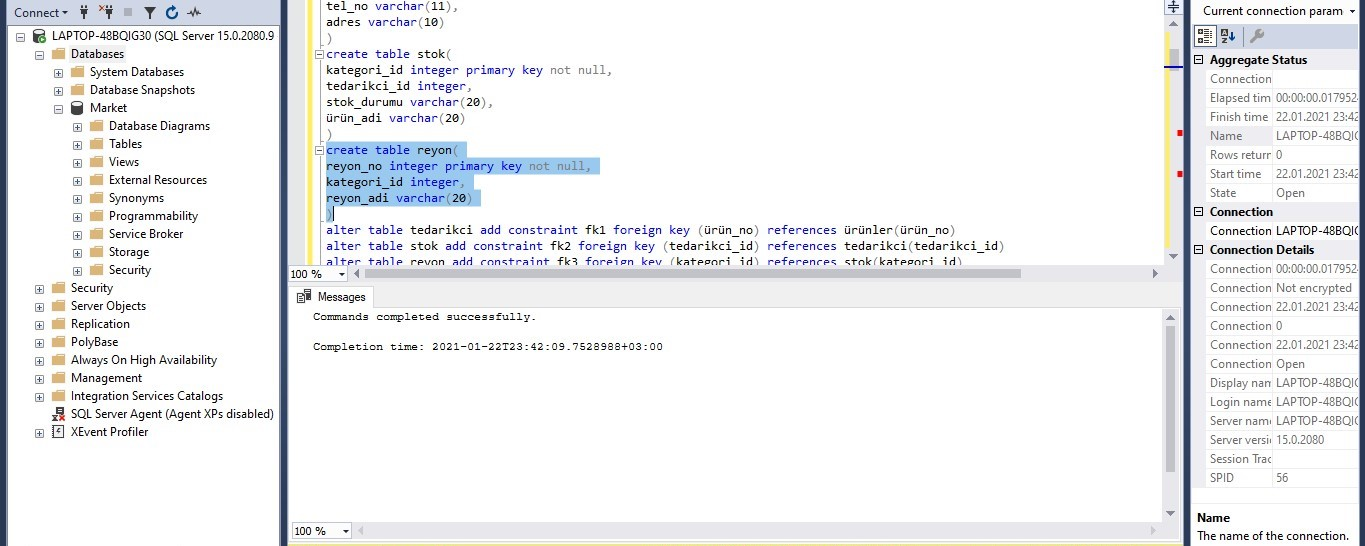 Connect
LAPTOP-48BQIG30 (SQL Server 15.0.2080.9
Databases
System Databases
Database Snapshots
Market
Database Diagrams
Tables
Views
External Resources
Synonyms
Programmability
Service Broker
Storage
Security
Security
Server Objects
Replication
PolyBase
Always On High Availability
Management
Integration Services Catalogs
SQL Server Agent (Agent XPs disabled)
XEvent Profiler
tel_no varchar(11),
adres varchar(10)
)
create table stok(
kategori_id integer primary key not null,
tedarikci_id integer,
stok_durumu varchar(20),
ürün_adi varchar(20)
)
create table reyon(
reyon_no integer primary key not null,
kategori_id integer,
reyon_adi varchar(20)
)
alter table tedarikci add constraint fk1 foreign key (ürün_no) references ürünler(ürün_no)
alter table stok add constraint fk2 foreign key (tedarikci_id) references tedarikci(tedarikci_id)
alter table reyon add constraint fk3 foreign key (kategori_id) references stok(kategori_id)
100 %
Messages
Commands completed successfully.
Completion time: 2021-01-22T23:42:09.7528988+03:00
100 %
Current connection param
Aggregate Status
Connection
Elapsed tim 00:00:00.017952
Finish time 22.01.2021 23:42
Name LAPTOP-48BQIG
Rows returr 0
Start time 22.01.2021 23:42
State Open
Connection
Connection LAPTOP-48BQIG
Connection Details
Connection 00:00:00.017952
Connection Not encrypted
Connection 22.01.2021 23:42
Connection 0
Connection 22.01.2021 23:42
Connection Open
Display nam LAPTOP-48BQIG
Login name LAPTOP-48BQIG
Server name LAPTOP-48BQIG
Server versi 15.0.2080
Session Trac
SPID 56
Name
The name of the connection.